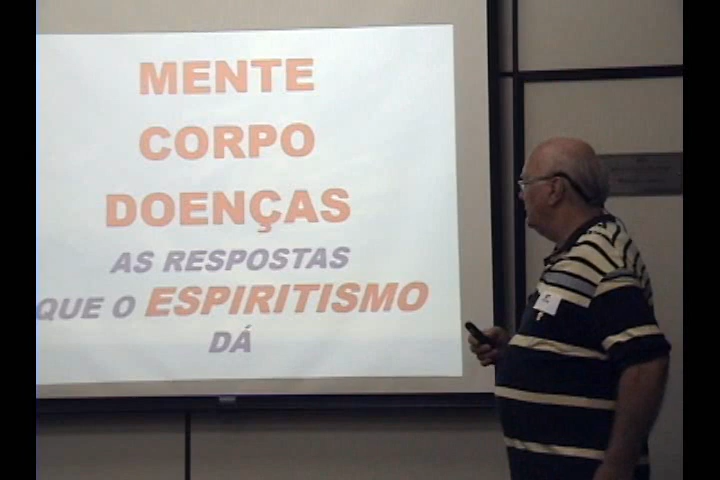 MENTE
CORPO
DOENÇAS
AS RESPOSTAS
QUE O ESPIRITISMO
DÁ